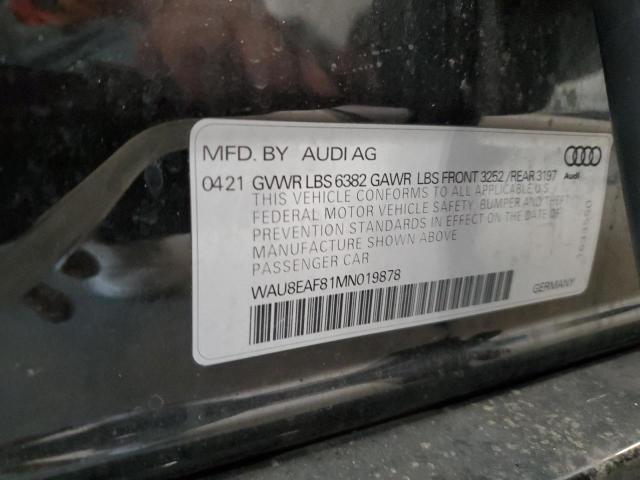 MFD. BY AUDI AG
0421 GVWR LBS 6382 GAWR LBS FRONT 3252 /REAR 3197
Audi
THIS VEHICLE CONFORMS TO ALL APPLICABLE U.S.
FEDERAL MOTOR VEHICLE SAFETY, BUMPER AND THEFT
PREVENTION STANDARDS IN EFFECT ON THE DATE OF
MANUFACTURE SHOWN ABOVE
PASSENGER CAR
WAU8EAF81MN019878
GERMANY